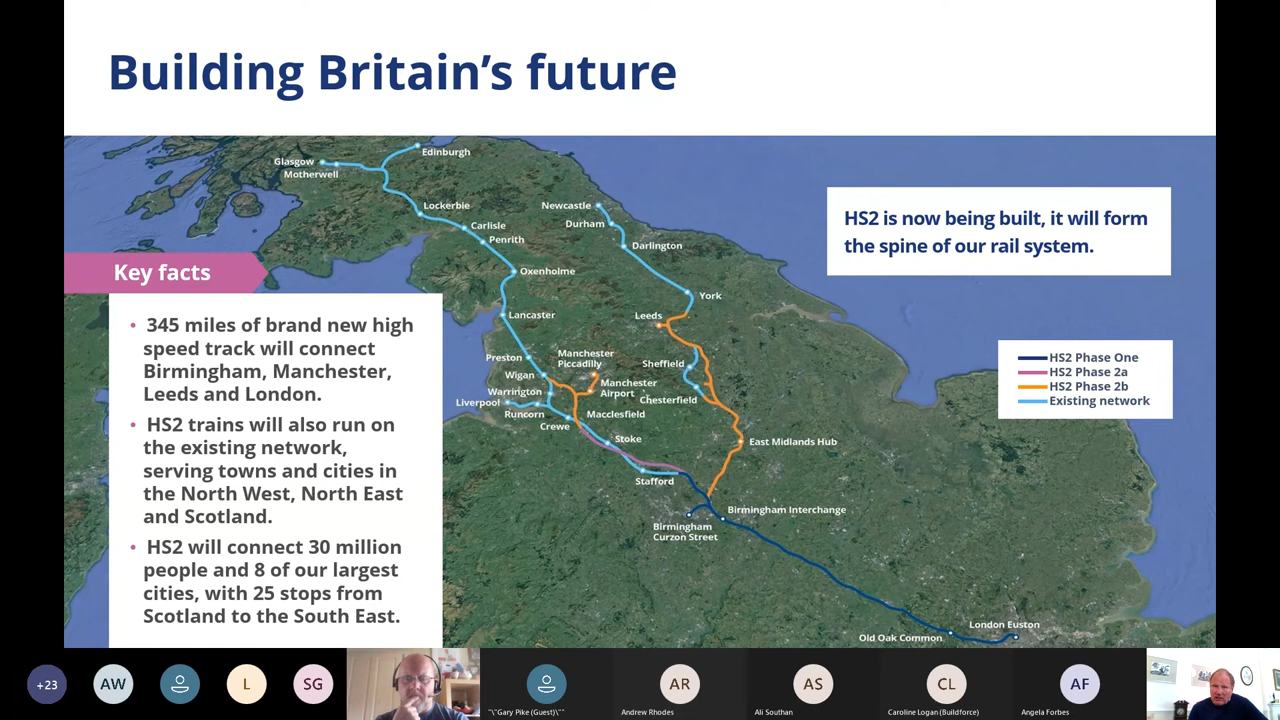 Building Britain's future
Edinburgh
Glasgow
Motherwell
Lockerbie
Newcastle
Carlisle
Durham
Penrith
Darlington
Oxenholme
York
Lancaster
Leeds
Preston
Manchester
Piccadilly
Sheffield
Wigan
Manchester
Airport
Warrington
Chesterfield
Liverpool
Runcorn
Macclesfield
Crewe
Stoke
East Midlands Hub
Stafford
Birmingham Interchange
Birmingham
Curzon Street
London Euston
Old Oak Common
HS2 is now being built, it will form
the spine of our rail system.
Key facts
• 345 miles of brand new high
speed track will connect
Birmingham, Manchester,
Leeds and London.
• HS2 trains will also run on
the existing network,
serving towns and cities in
the North West, North East
and Scotland.
• HS2 will connect 30 million
people and 8 of our largest
cities, with 25 stops from
Scotland to the South East.
HS2 Phase One
HS2 Phase 2a
HS2 Phase 2b
Existing network
+23
AW
L
SG
"\"Gary Pike (Guest)\""
AR
Andrew Rhodes
AS
Ali Southan
CL
Caroline Logan (Buildforce)
AF
Angela Forbes